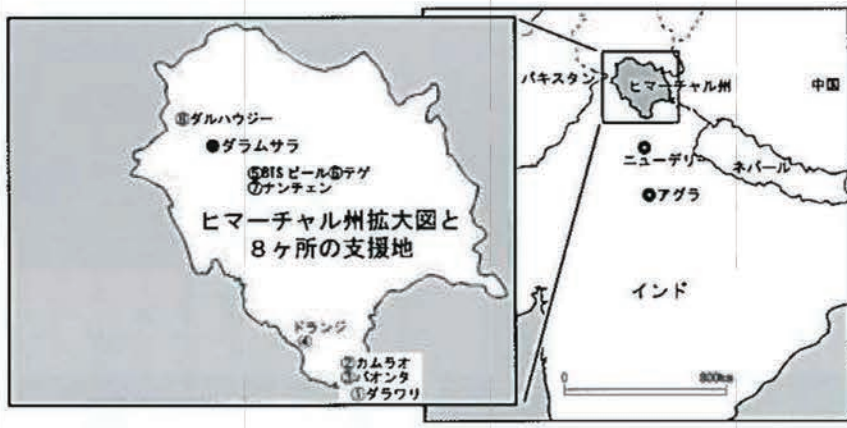 ⑧ダルハウジー
●ダラムサラ
⑤BTS ビール⑥テゲ
⑦ナンチェン
ヒマーチャル州拡大図と
8ヶ所の支援地
ドランジ
④
②カムラオ
③パオンタ
①ダラワリ
パキスタン
ヒマーチャル州
中国
ニューデリー
ネパール
アグラ
インド
0 800km